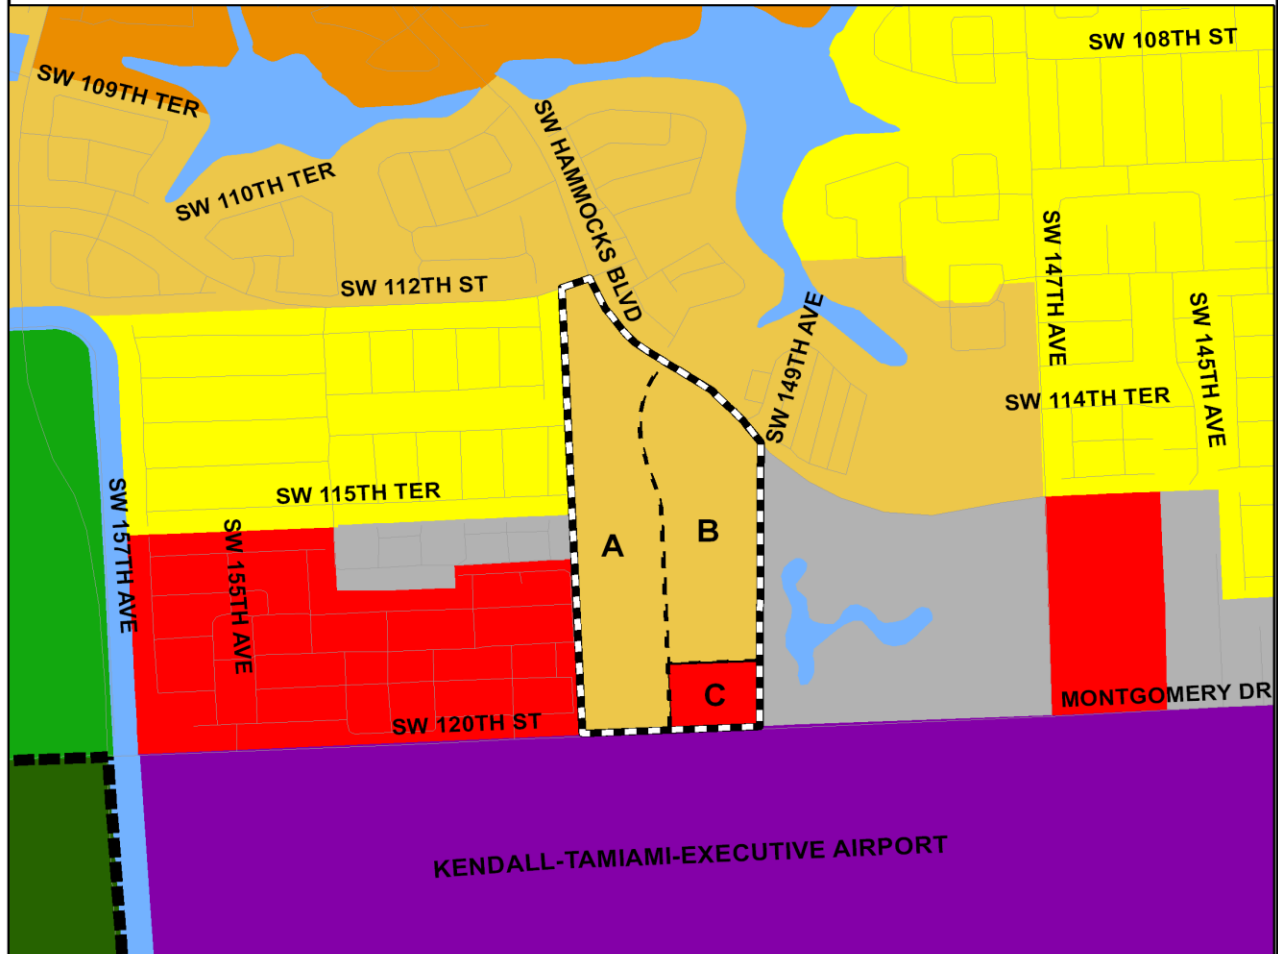 SW 108TH ST
SW 109TH TER
SW HAMMOCKS BLVD
SW 110TH TER
SW 147TH AVE
SW 112TH ST
SW 149TH AVE
SW 145TH AVE
SW 114TH TER
SW 115TH TER
SW 157TH AVE
SW 155TH AVE
A
B
C
MONTGOMERY DR
SW 120TH ST
KENDALL-TAMIAMI-EXECUTIVE AIRPORT